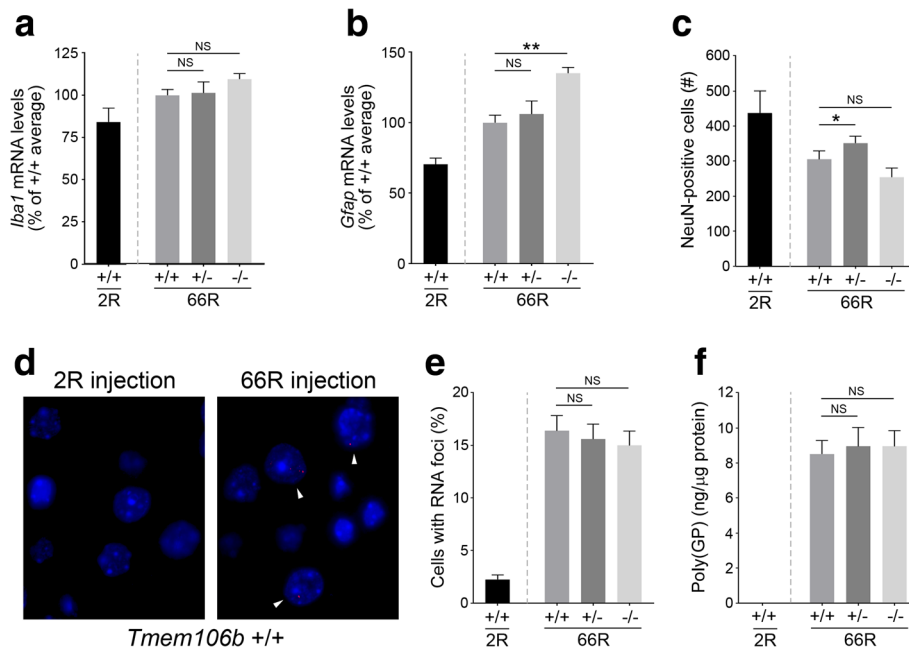 a
Iba1 mRNA levels
(% of +/+ average)
125
100
75
50
25
0
NS
NS
+/+
+/+ +/- -/-
2R
66R
b
Gfap mRNA levels
(% of +/+ average)
150
100
50
0
**
NS
+/+
+/+ +/- -/-
2R
66R
c
NeuN-positive cells (#)
600
500
400
300
200
100
0
NS
*
+/+
+/+ +/- -/-
2R
66R
d
2R injection
66R injection
Tmem106b +/+
e
Cells with RNA foci (%)
20
15
10
5
0
NS
NS
+/+
+/+ +/- -/-
2R
66R
f
Poly(GP) (ng/µg protein)
12
10
8
6
4
2
0
NS
NS
+/+
+/+ +/- -/-
2R
66R